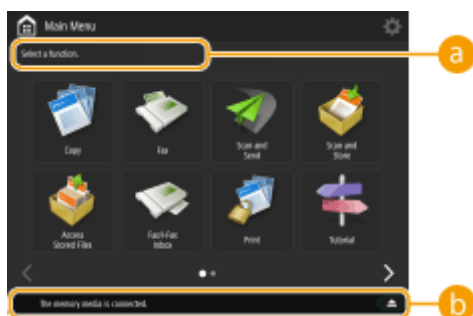 Main Menu
Select a function.
a
Copy
Fax
Scan and
Send
Scan and
Store
Access
Stored Files
Fax/I-Fax
Inbox
Print
Tutorial
The memory media is connected.
b